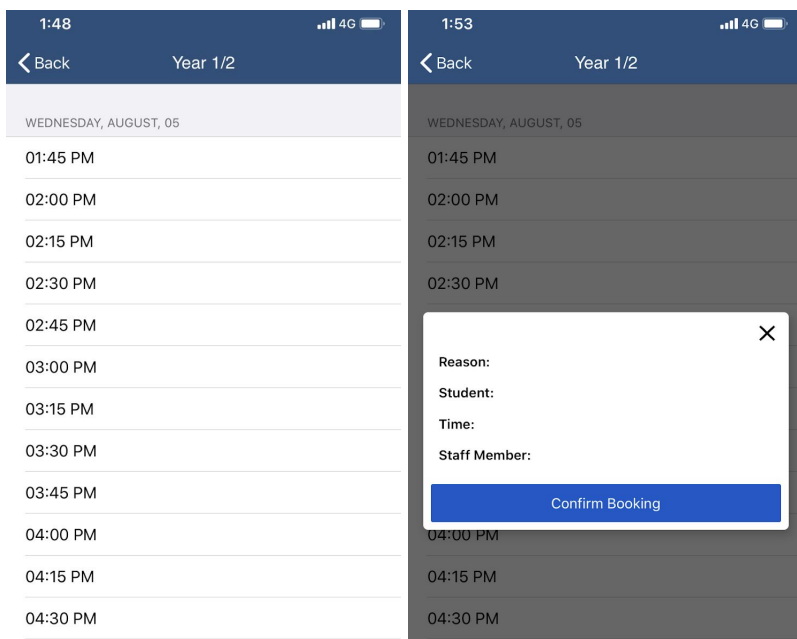 1:48
4G
Back
Year 1/2
WEDNESDAY, AUGUST, 05
01:45 PM
02:00 PM
02:15 PM
02:30 PM
02:45 PM
03:00 PM
03:15 PM
03:30 PM
03:45 PM
04:00 PM
04:15 PM
04:30 PM
1:53
4G
Back
Year 1/2
WEDNESDAY, AUGUST, 05
01:45 PM
02:00 PM
02:15 PM
02:30 PM
Reason:
Student:
Time:
Staff Member:
Confirm Booking
04:00 PM
04:15 PM
04:30 PM